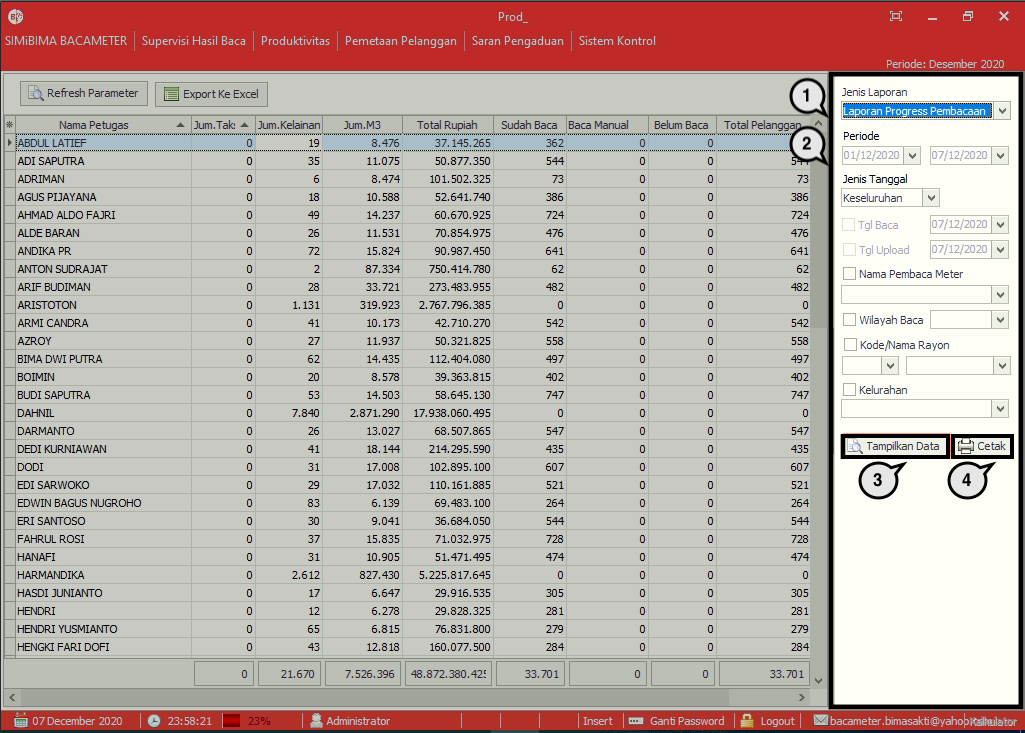 Prod_
SIMiBIMA BACAMETER Supervisi Hasil Baca Produktivitas Pemetaan Pelanggan Saran Pengaduan Sistem Kontrol
Periode: Desember 2020
Refresh Parameter Export Ke Excel
Nama Petugas Jum.Taks Jum.Kelainan Jum.M3 Total Rupiah Sudah Baca Baca Manual Belum Baca Total Pelanggan
ABDUL LATIEF 0 19 8.476 37.145.265 362 0 0
ADI SAPUTRA 0 35 11.075 50.877.350 544 0 0 544
ADRIMAN 0 6 8.474 101.502.325 73 0 0 73
AGUS PIJAYANA 0 18 10.588 52.641.740 386 0 0 386
AHMAD ALDO FAJRI 0 49 14.237 60.670.925 724 0 0 724
ALDE BARAN 0 26 11.531 70.854.975 476 0 0 476
ANDIKA PR 0 72 15.824 90.987.450 641 0 0 641
ANTON SUDRAJAT 0 2 87.334 750.414.780 62 0 0 62
ARIF BUDIMAN 0 28 33.721 273.483.955 482 0 0 482
ARISTOTON 0 1.131 319.923 2.767.796.385 0 0 0 0
ARMI CANDRA 0 41 10.173 42.710.270 542 0 0 542
AZROY 0 27 11.937 50.321.825 558 0 0 558
BIMA DWI PUTRA 0 62 14.435 112.404.080 497 0 0 497
BOIMIN 0 20 8.578 39.363.815 402 0 0 402
BUDI SAPUTRA 0 53 14.503 58.645.130 747 0 0 747
DAHNIL 0 7.840 2.871.290 17.938.060.495 0 0 0 0
DARMANTO 0 26 13.027 68.507.865 547 0 0 547
DEDI KURNIAWAN 0 41 18.144 214.295.590 435 0 0 435
DODI 0 31 17.008 102.895.100 607 0 0 607
EDI SARWOKO 0 29 17.032 110.161.885 521 0 0 521
EDWIN BAGUS NUGROHO 0 83 6.139 69.483.100 264 0 0 264
ERI SANTOSO 0 30 9.041 36.684.050 544 0 0 544
FAHRUL ROSI 0 37 15.835 71.032.975 728 0 0 728
HANAFI 0 31 10.905 51.471.495 474 0 0 474
HARMANDIKA 0 2.612 827.430 5.225.817.645 0 0 0 0
HASDI JUNIANTO 0 17 6.647 29.916.535 305 0 0 305
HENDRI 0 12 6.278 29.828.325 281 0 0 281
HENDRI YUSMIANTO 0 65 6.815 76.831.800 279 0 0 279
HENGKI FARI DOFI 0 43 12.818 160.077.500 284 0 0 284
0 21.670 7.526.396 48.872.380.425 33.701 0 0 33.701
Jenis Laporan
1
Laporan Progress Pembacaan
2
Periode
01/12/2020 07/12/2020
Jenis Tanggal
Keseluruhan
Tgl Baca 07/12/2020
Tgl Upload 07/12/2020
Nama Pembaca Meter
Wilayah Baca
Kode/Nama Rayon
Kelurahan
Tampilkan Data Cetak
3 4
07 December 2020 23:58:21 23% Administrator Insert Ganti Password Logout